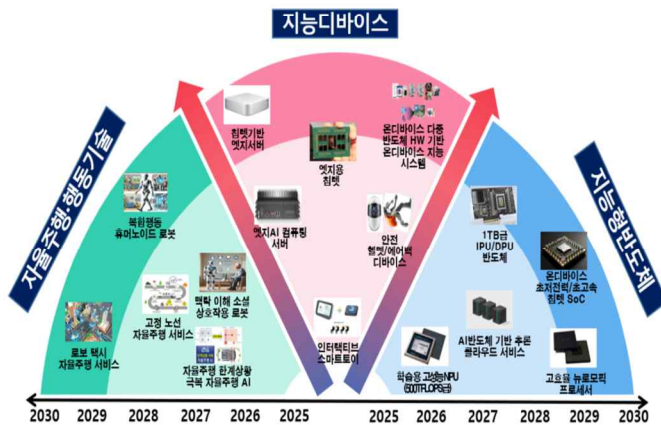 지능디바이스
자율주행·행동기술
지능형반도체
칩렛기반
엣지서버
엣지용
칩렛
온디바이스 다중
반도체 HW 기반
온디바이스 지능
시스템
엣지AI 컴퓨팅
서버
안전
헬멧/에어백
디바이스
인터랙티브
스마트토이
복합행동
휴머노이드 로봇
맥락 이해 소셜
상호작용 로봇
고정 노선
자율주행 서비스
로보 택시
자율주행 서비스
자율주행 한계상황
극복 자율주행 AI
1TB급
IPU/DPU
반도체
온디바이스
초저전력/초고속
칩렛 SoC
AI반도체 기반 추론
클라우드 서비스
학습용 고성능NPU
(500TFLOPS급)
고효율 뉴로모픽
프로세서
2030 2029 2028 2027 2026 2025 2025 2026 2027 2028 2029 2030